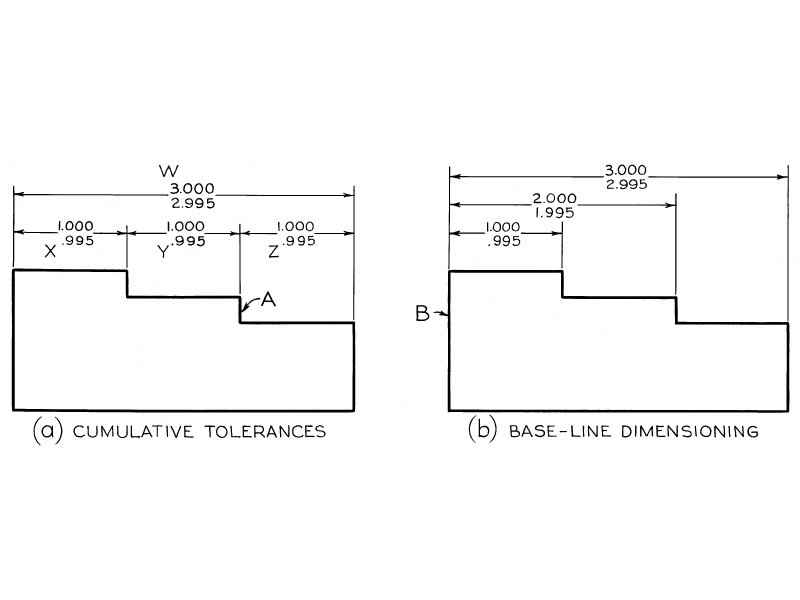 W
3.000
2.995
1.000
.995
X
1.000
.995
Y
1.000
.995
Z
A
(a) CUMULATIVE TOLERANCES
3.000
2.995
2.000
1.995
1.000
.995
B
(b) BASE-LINE DIMENSIONING